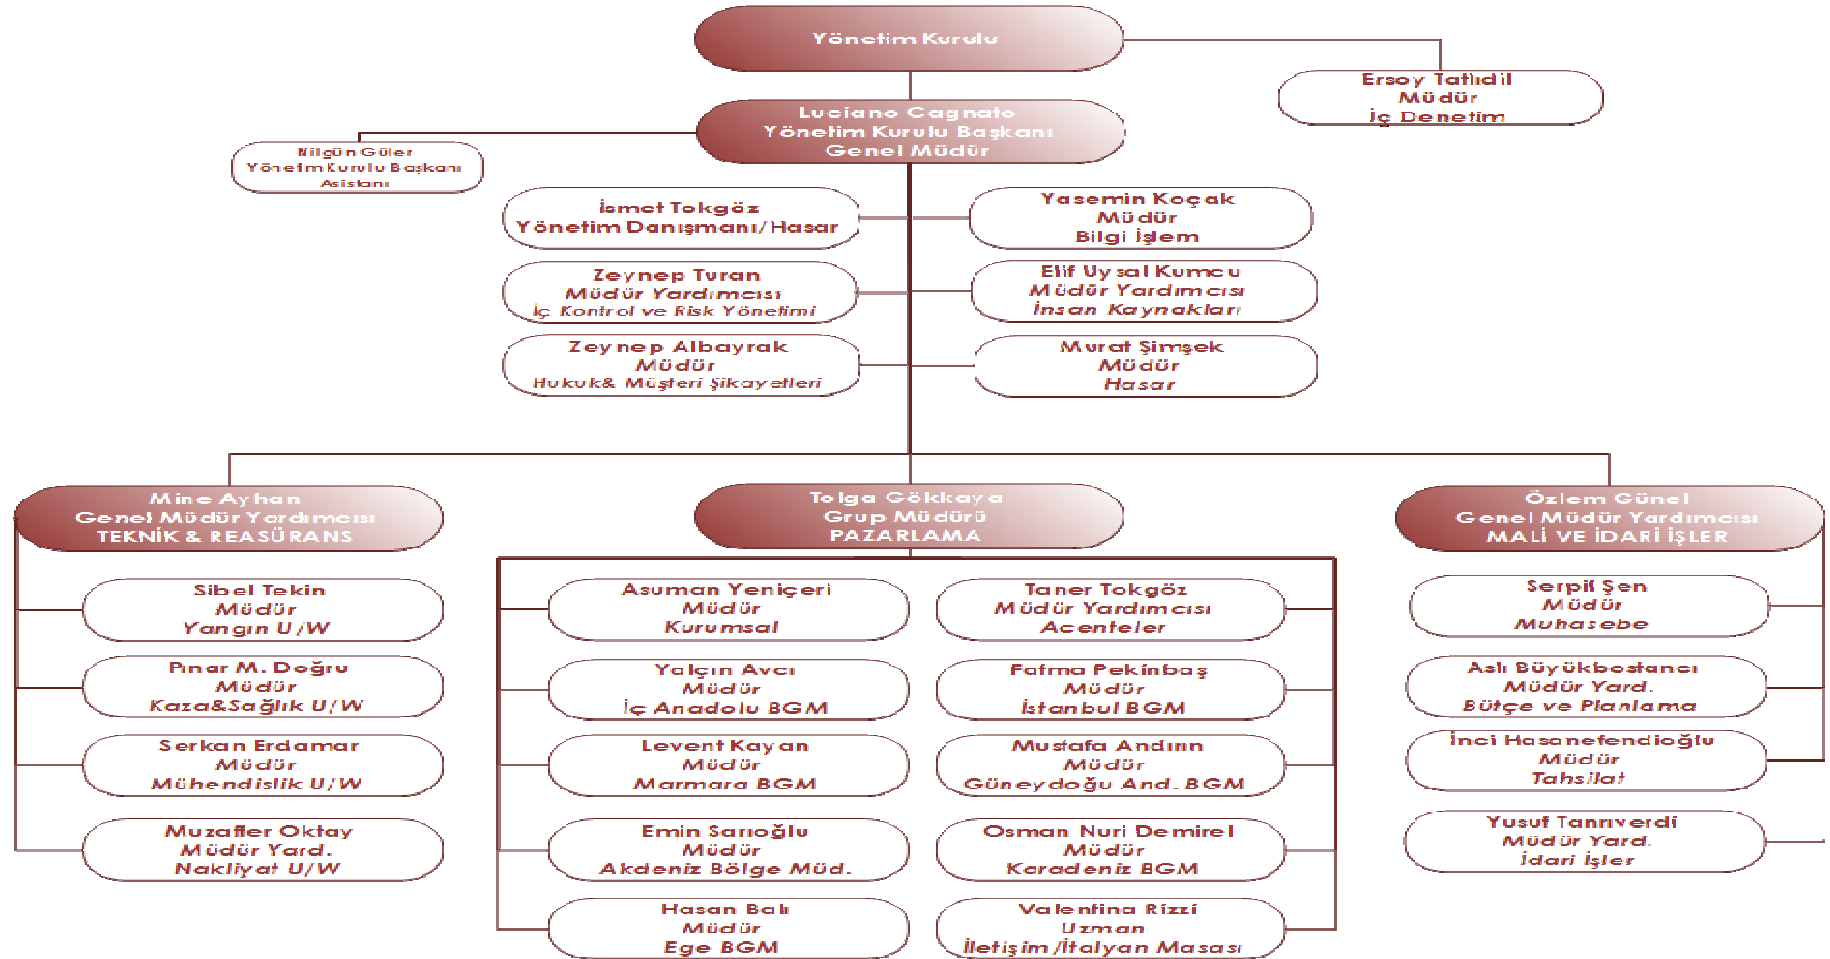 Yönetim Kurulu
Ersoy Tatlıdil
Müdür
İç Denetim
Luciano Cagnato
Yönetim Kurulu Başkanı
Genel Müdür
Nilgün Güler
Yönetim Kurulu Başkanı
Asistanı
İsmet Tokgöz
Yönetim Danışmanı/Hasar
Yasemin Koçak
Müdür
Bilgi İşlem
Zeynep Turan
Müdür Yardımcısı
İç Kontrol ve Risk Yönetimi
Elif Uysal Kumcu
Müdür Yardımcısı
İnsan Kaynakları
Zeynep Albayrak
Müdür
Hukuk& Müşteri Şikayetleri
Murat Şimşek
Müdür
Hasar
Mine Ayhan
Genel Müdür Yardımcısı
TEKNİK & REASÜRANS
Sibel Tekin
Müdür
Yangın U/W
Pınar M. Doğru
Müdür
Kaza&Sağlık U/W
Serkan Erdamar
Müdür
Mühendislik U/W
Muzaffer Oktay
Müdür Yard.
Nakliyat U/W
Tolga Gökkaya
Grup Müdürü
PAZARLAMA
Asuman Yeniçeri
Müdür
Kurumsal
Yalçın Avcı
Müdür
İç Anadolu BGM
Levent Kayan
Müdür
Marmara BGM
Emin Sarıoğlu
Müdür
Akdeniz Bölge Müd.
Hasan Balı
Müdür
Ege BGM
Taner Tokgöz
Müdür Yardımcısı
Acenteler
Fatma Pekinbaş
Müdür
İstanbul BGM
Mustafa Andırın
Müdür
Güneydoğu And. BGM
Osman Nuri Demirel
Müdür
Karadeniz BGM
Valentina Rizzi
Uzman
İletişim/İtalyan Masası
Özlem Günel
Genel Müdür Yardımcısı
MALİ VE İDARİ İŞLER
Serpil Şen
Müdür
Muhasebe
Aslı Büyükbostancı
Müdür Yard.
Bütçe ve Planlama
İnci Hasanefendioğlu
Müdür
Tahsilat
Yusuf Tanrıverdi
Müdür Yard.
İdari İşler